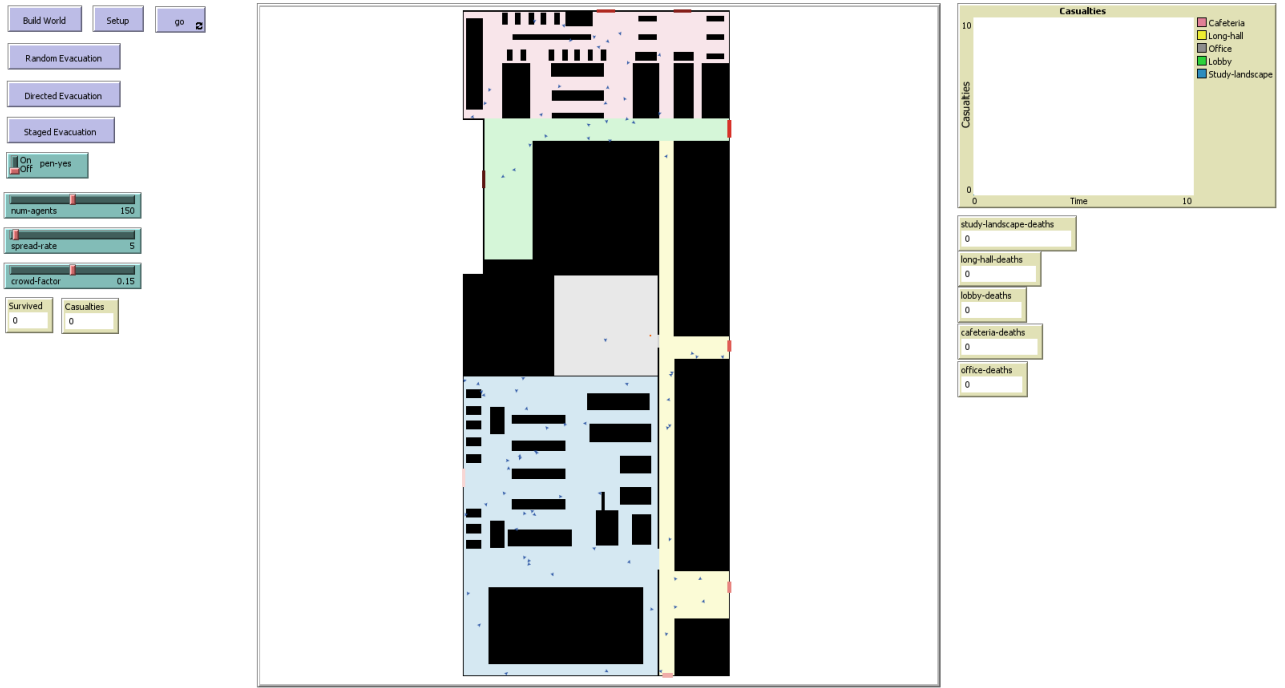 Build World
Setup
go
Random Evacuation
Directed Evacuation
Staged Evacuation
On
Off
pen-yes
num-agents 150
spread-rate 5
crowd-factor 0.15
Survived
0
Casualties
0
Casualties
10
Casualties
0
0
Time
10
Cafeteria
Long-hall
Office
Lobby
Study-landscape
study-landscape-deaths
0
long-hall-deaths
0
lobby-deaths
0
cafeteria-deaths
0
office-deaths
0